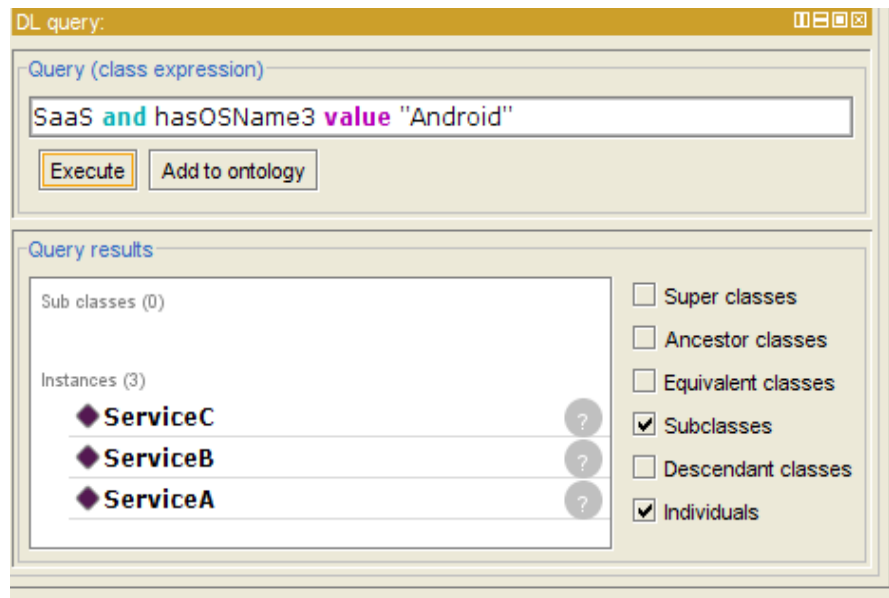 DL query:
Query (class expression)
SaaS and hasOSName3 value "Android"
Execute Add to ontology
Query results
Sub classes (0)
Instances (3)
ServiceC ?
ServiceB ?
ServiceA ?
Super classes
Ancestor classes
Equivalent classes
Subclasses
Descendant classes
Individuals